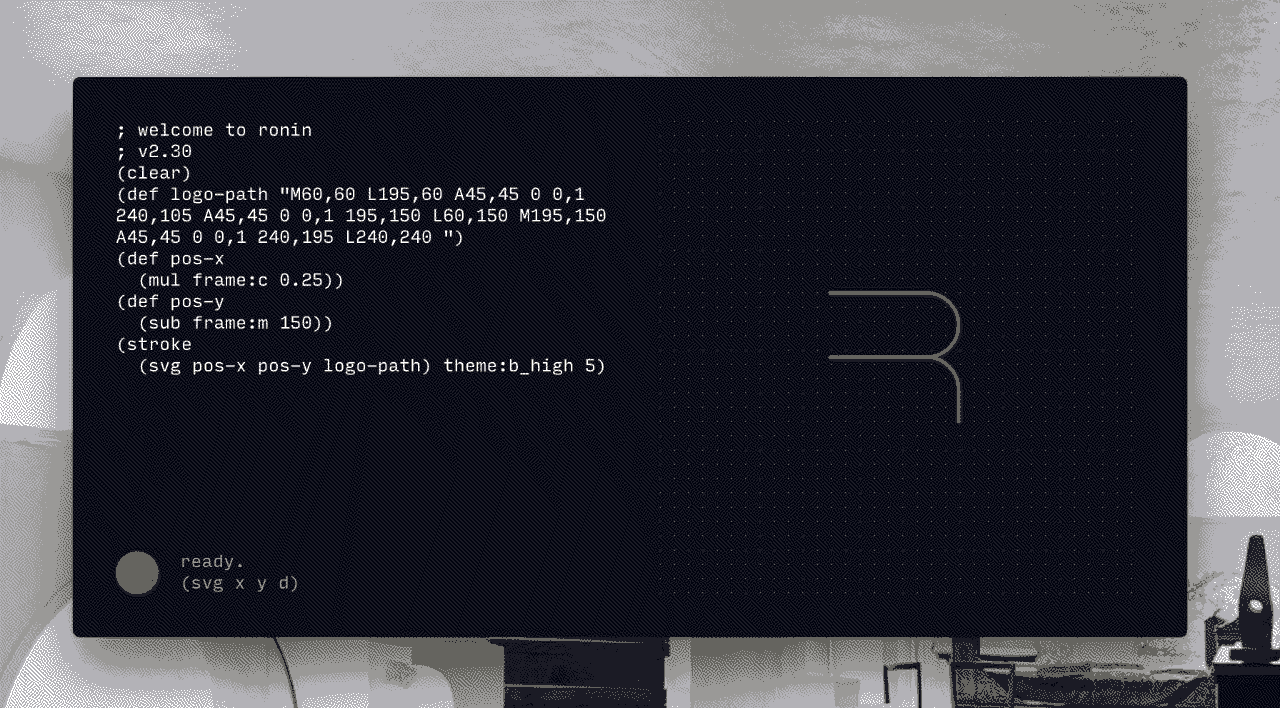 ; welcome to ronin
; v2.30
(clear)
(def logo-path "M60,60 L195,60 A45,45 0 0,1
240,105 A45,45 0 0,1 195,150 L60,150 M195,150
A45,45 0 0,1 240,195 L240,240 ")
(def pos-x
  (mul frame:c 0.25))
(def pos-y
  (sub frame:m 150))
(stroke
  (svg pos-x pos-y logo-path) theme:b_high 5)
ready.
(svg x y d)